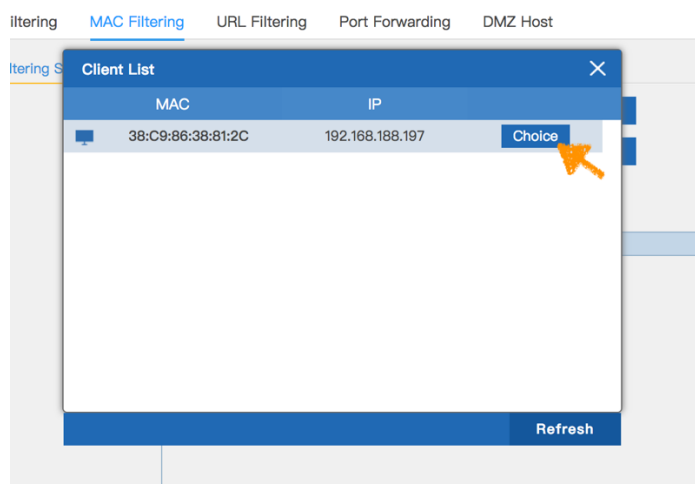 iltering MAC Filtering URL Filtering Port Forwarding DMZ Host
ltering S
Client List
MAC IP
38:C9:86:38:81:2C 192.168.188.197 Choice
Refresh